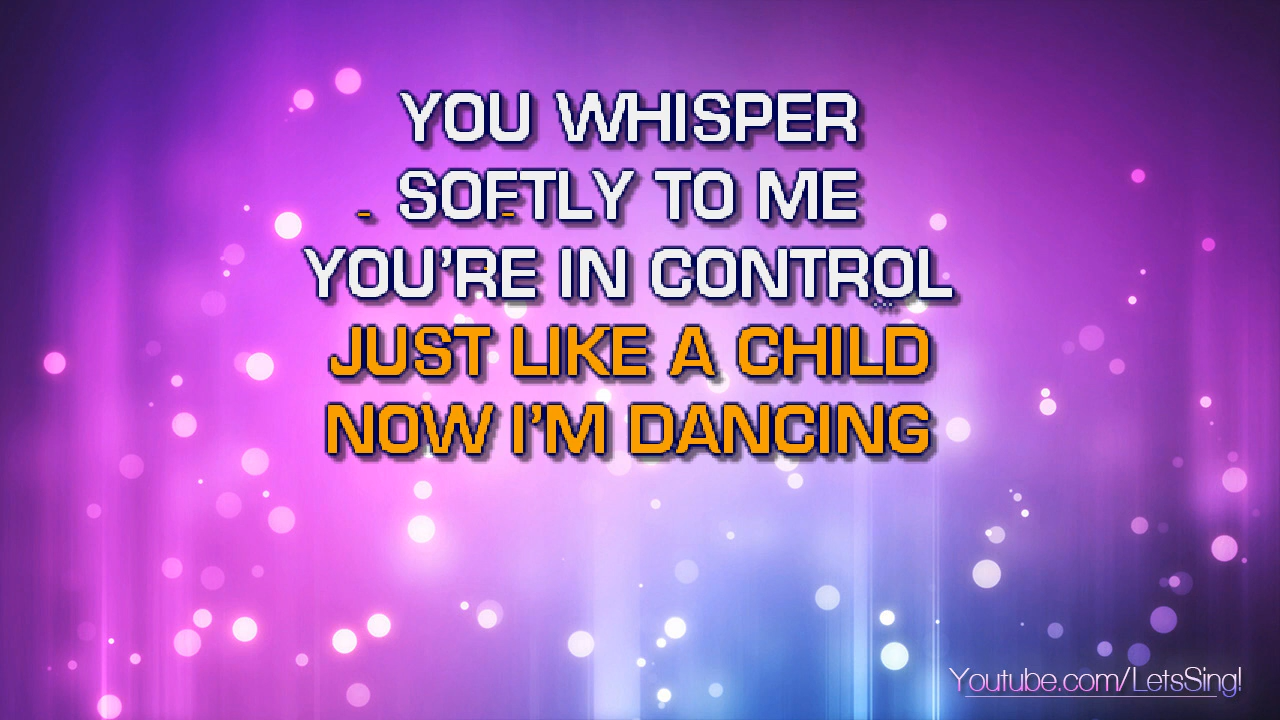 YOU WHISPER
SOFTLY TO ME
YOU'RE IN CONTROL
JUST LIKE A CHILD
NOW I'M DANCING
Youtube.com/LetsSing!